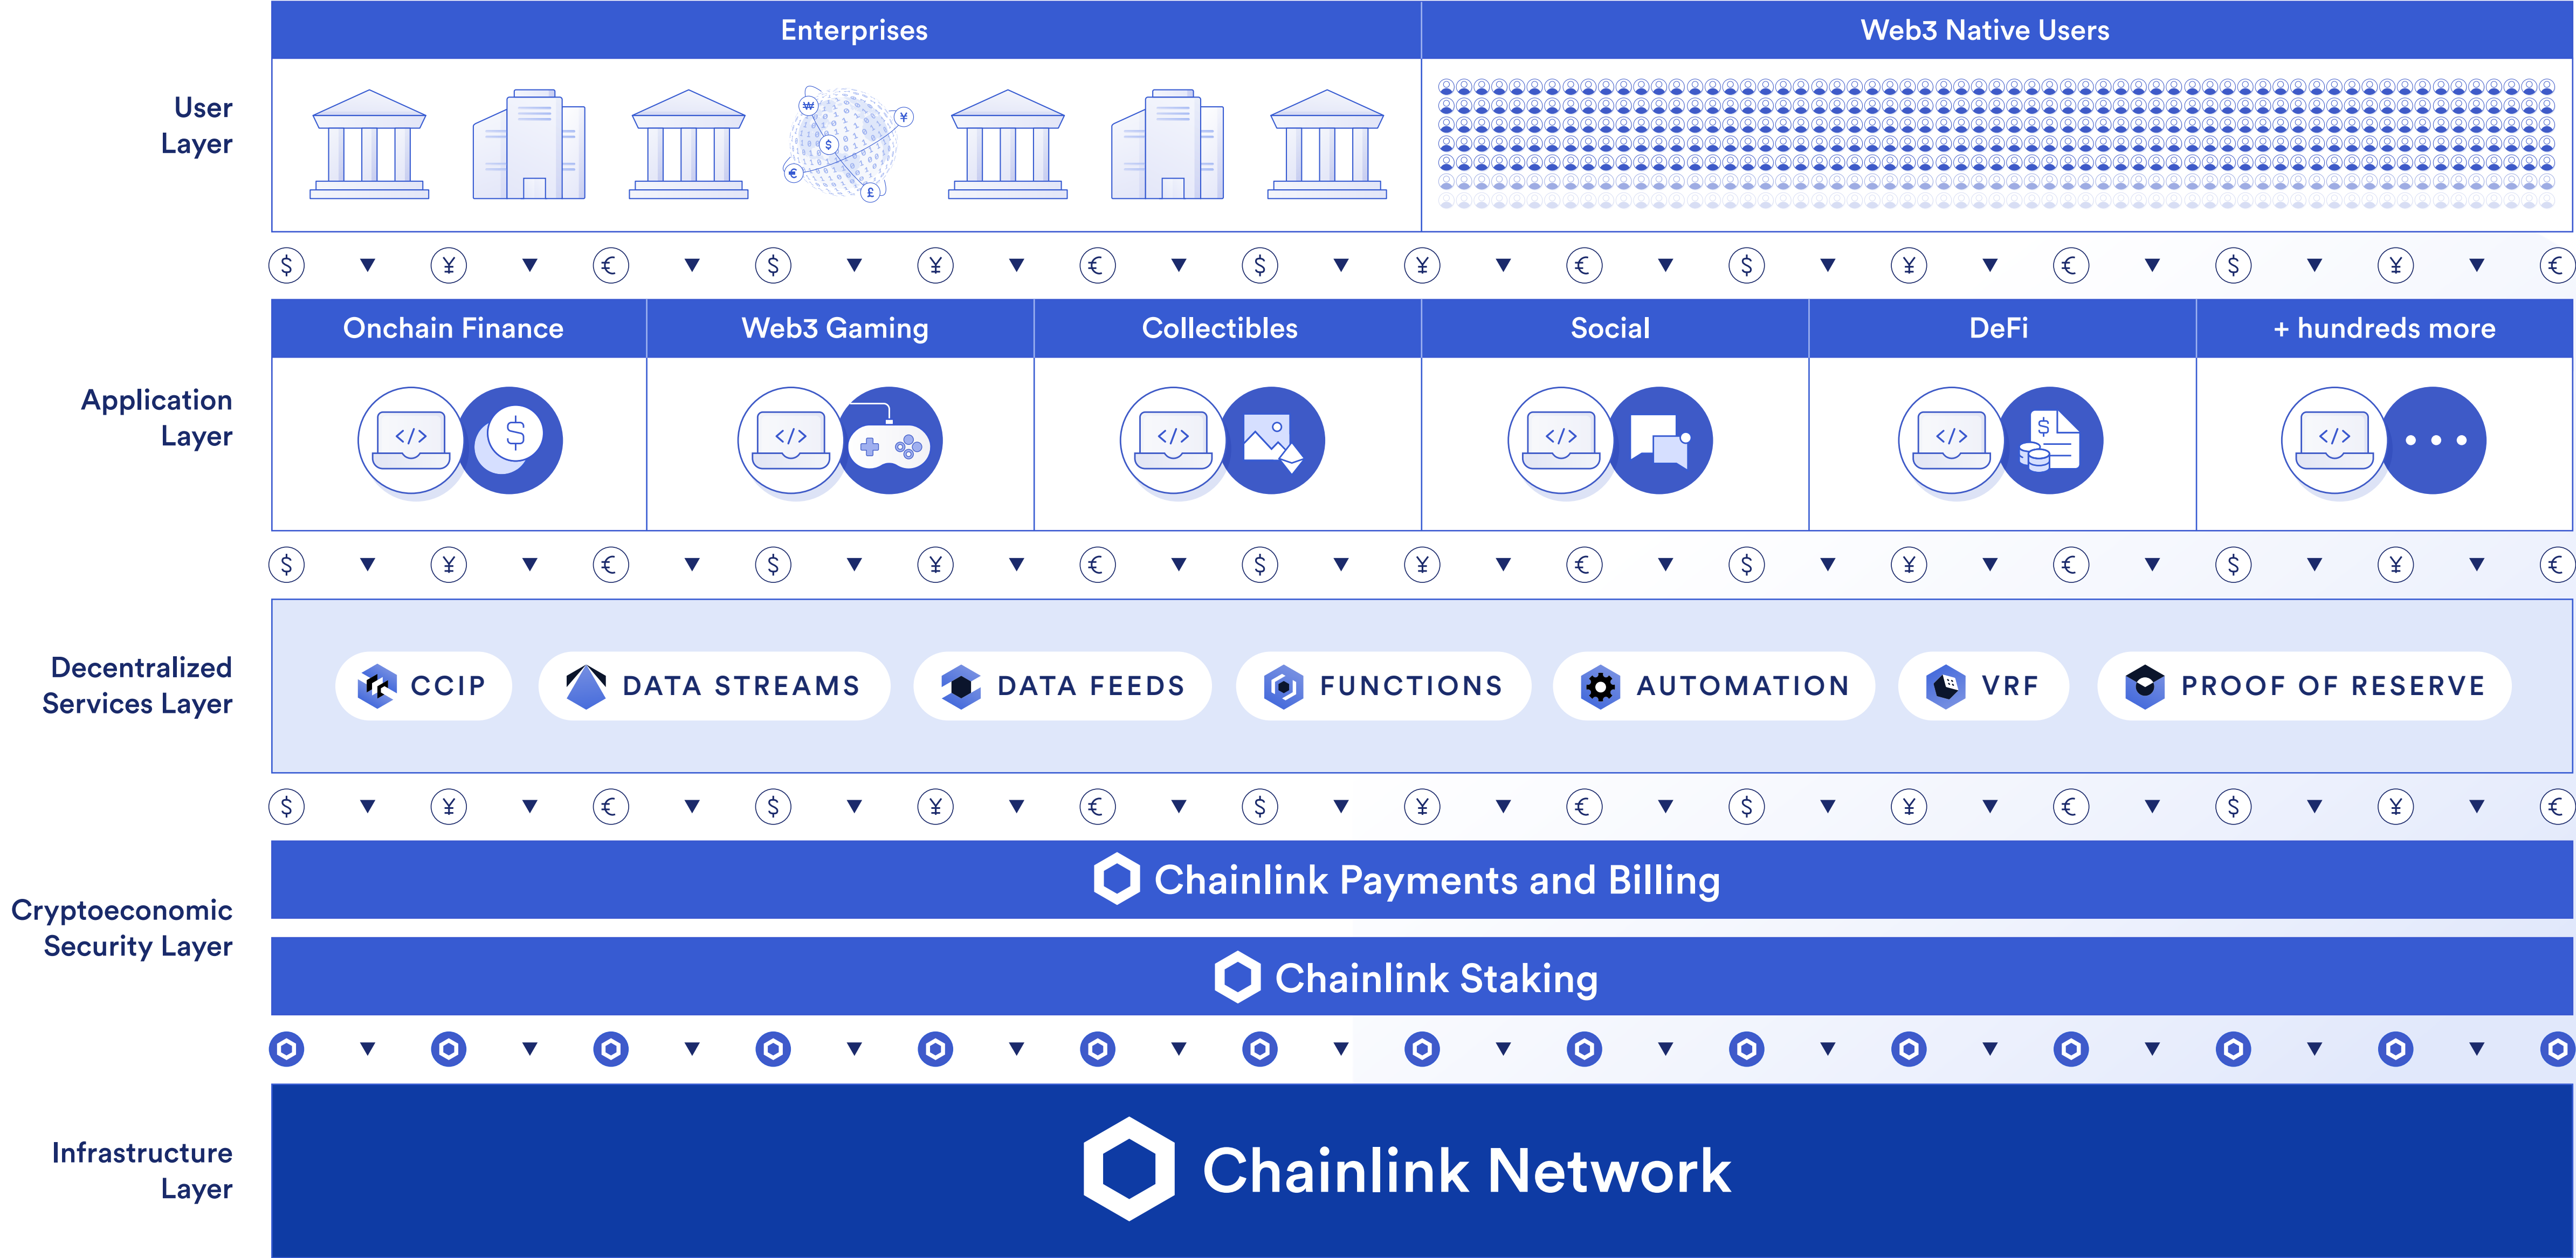 Enterprises
Web3 Native Users
User
Layer
Onchain Finance
Web3 Gaming
Collectibles
Social
DeFi
+ hundreds more
Application
Layer
Decentralized
Services Layer
CCIP
DATA STREAMS
DATA FEEDS
FUNCTIONS
AUTOMATION
VRF
PROOF OF RESERVE
Cryptoeconomic
Security Layer
Chainlink Payments and Billing
Chainlink Staking
Infrastructure
Layer
Chainlink Network